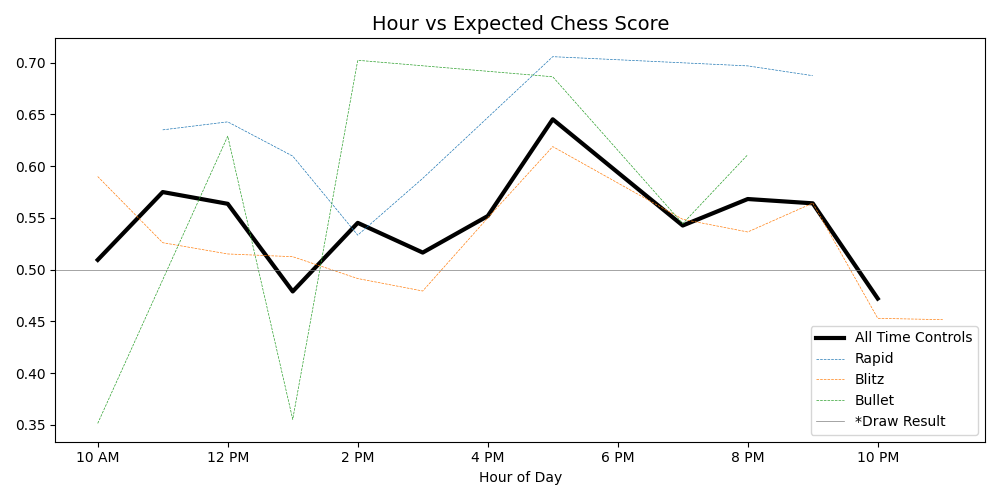 Hour vs Expected Chess Score
0.70
0.65
0.60
0.55
0.50
0.45
0.40
0.35
All Time Controls
Rapid
Blitz
Bullet
*Draw Result
10 AM 12 PM 2 PM 4 PM 6 PM 8 PM 10 PM
Hour of Day